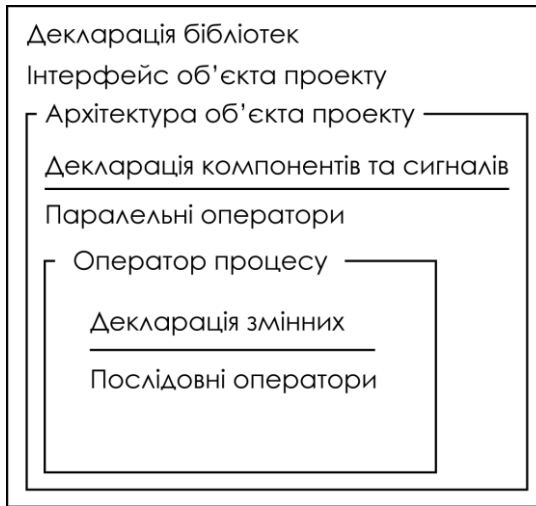 Декларація бібліотек
Інтерфейс об’єкта проекту
Архітектура об’єкта проекту
Декларація компонентів та сигналів
Паралельні оператори
Оператор процесу
Декларація змінних
Послідовні оператори